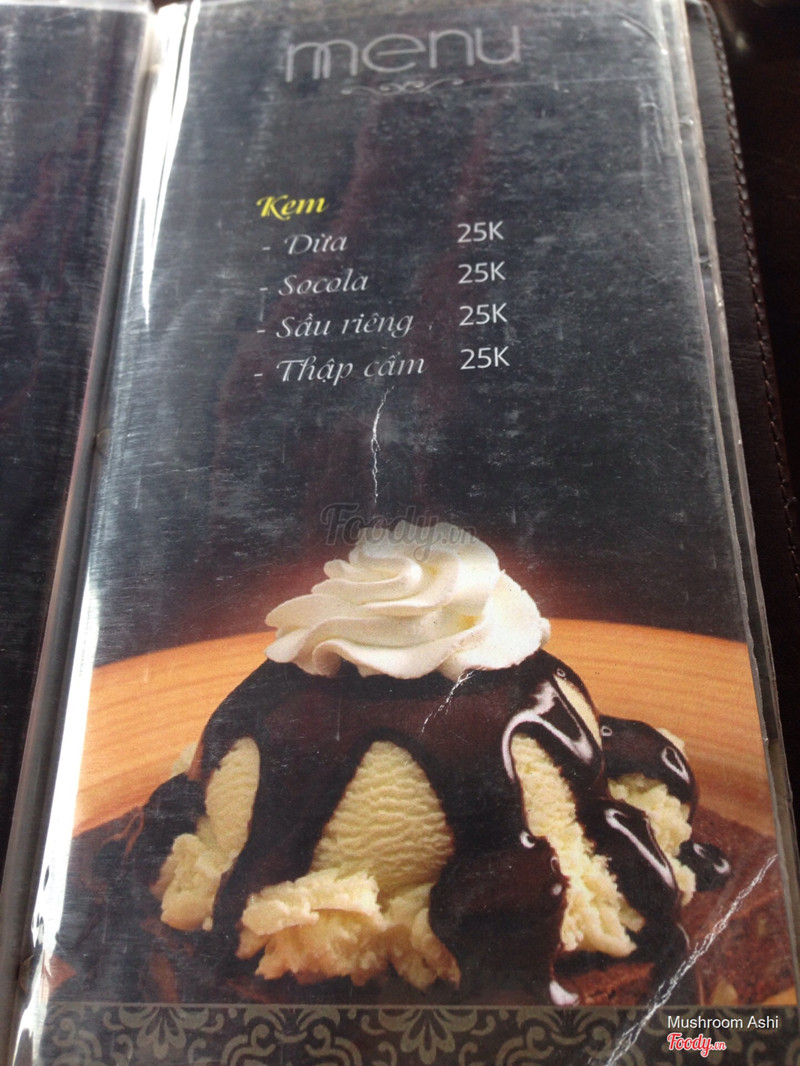 menu
Kem
- Dừa 25K
- Socola 25K
- Sầu riêng 25K
- Thập cẩm 25K
Foody.vn
Mushroom Ashi
Foody.vn